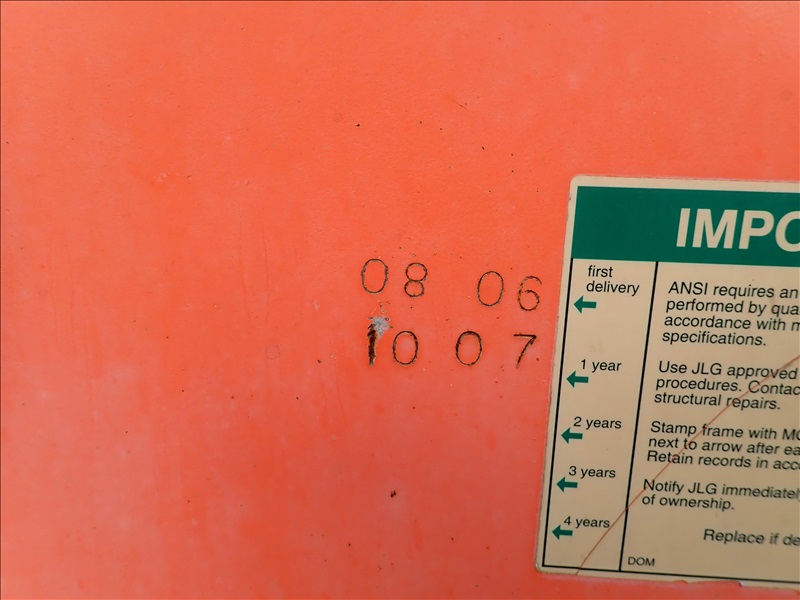 08 06
10 07
IMPO
first
delivery
1 year
2 years
3 years
4 years
ANSI requires an
performed by qua
accordance with m
specifications.
Use JLG approved
procedures. Contac
structural repairs.
Stamp frame with MO
next to arrow after ea
Retain records in acc
Notify JLG immediatel
of ownership.
Replace if de
DOM